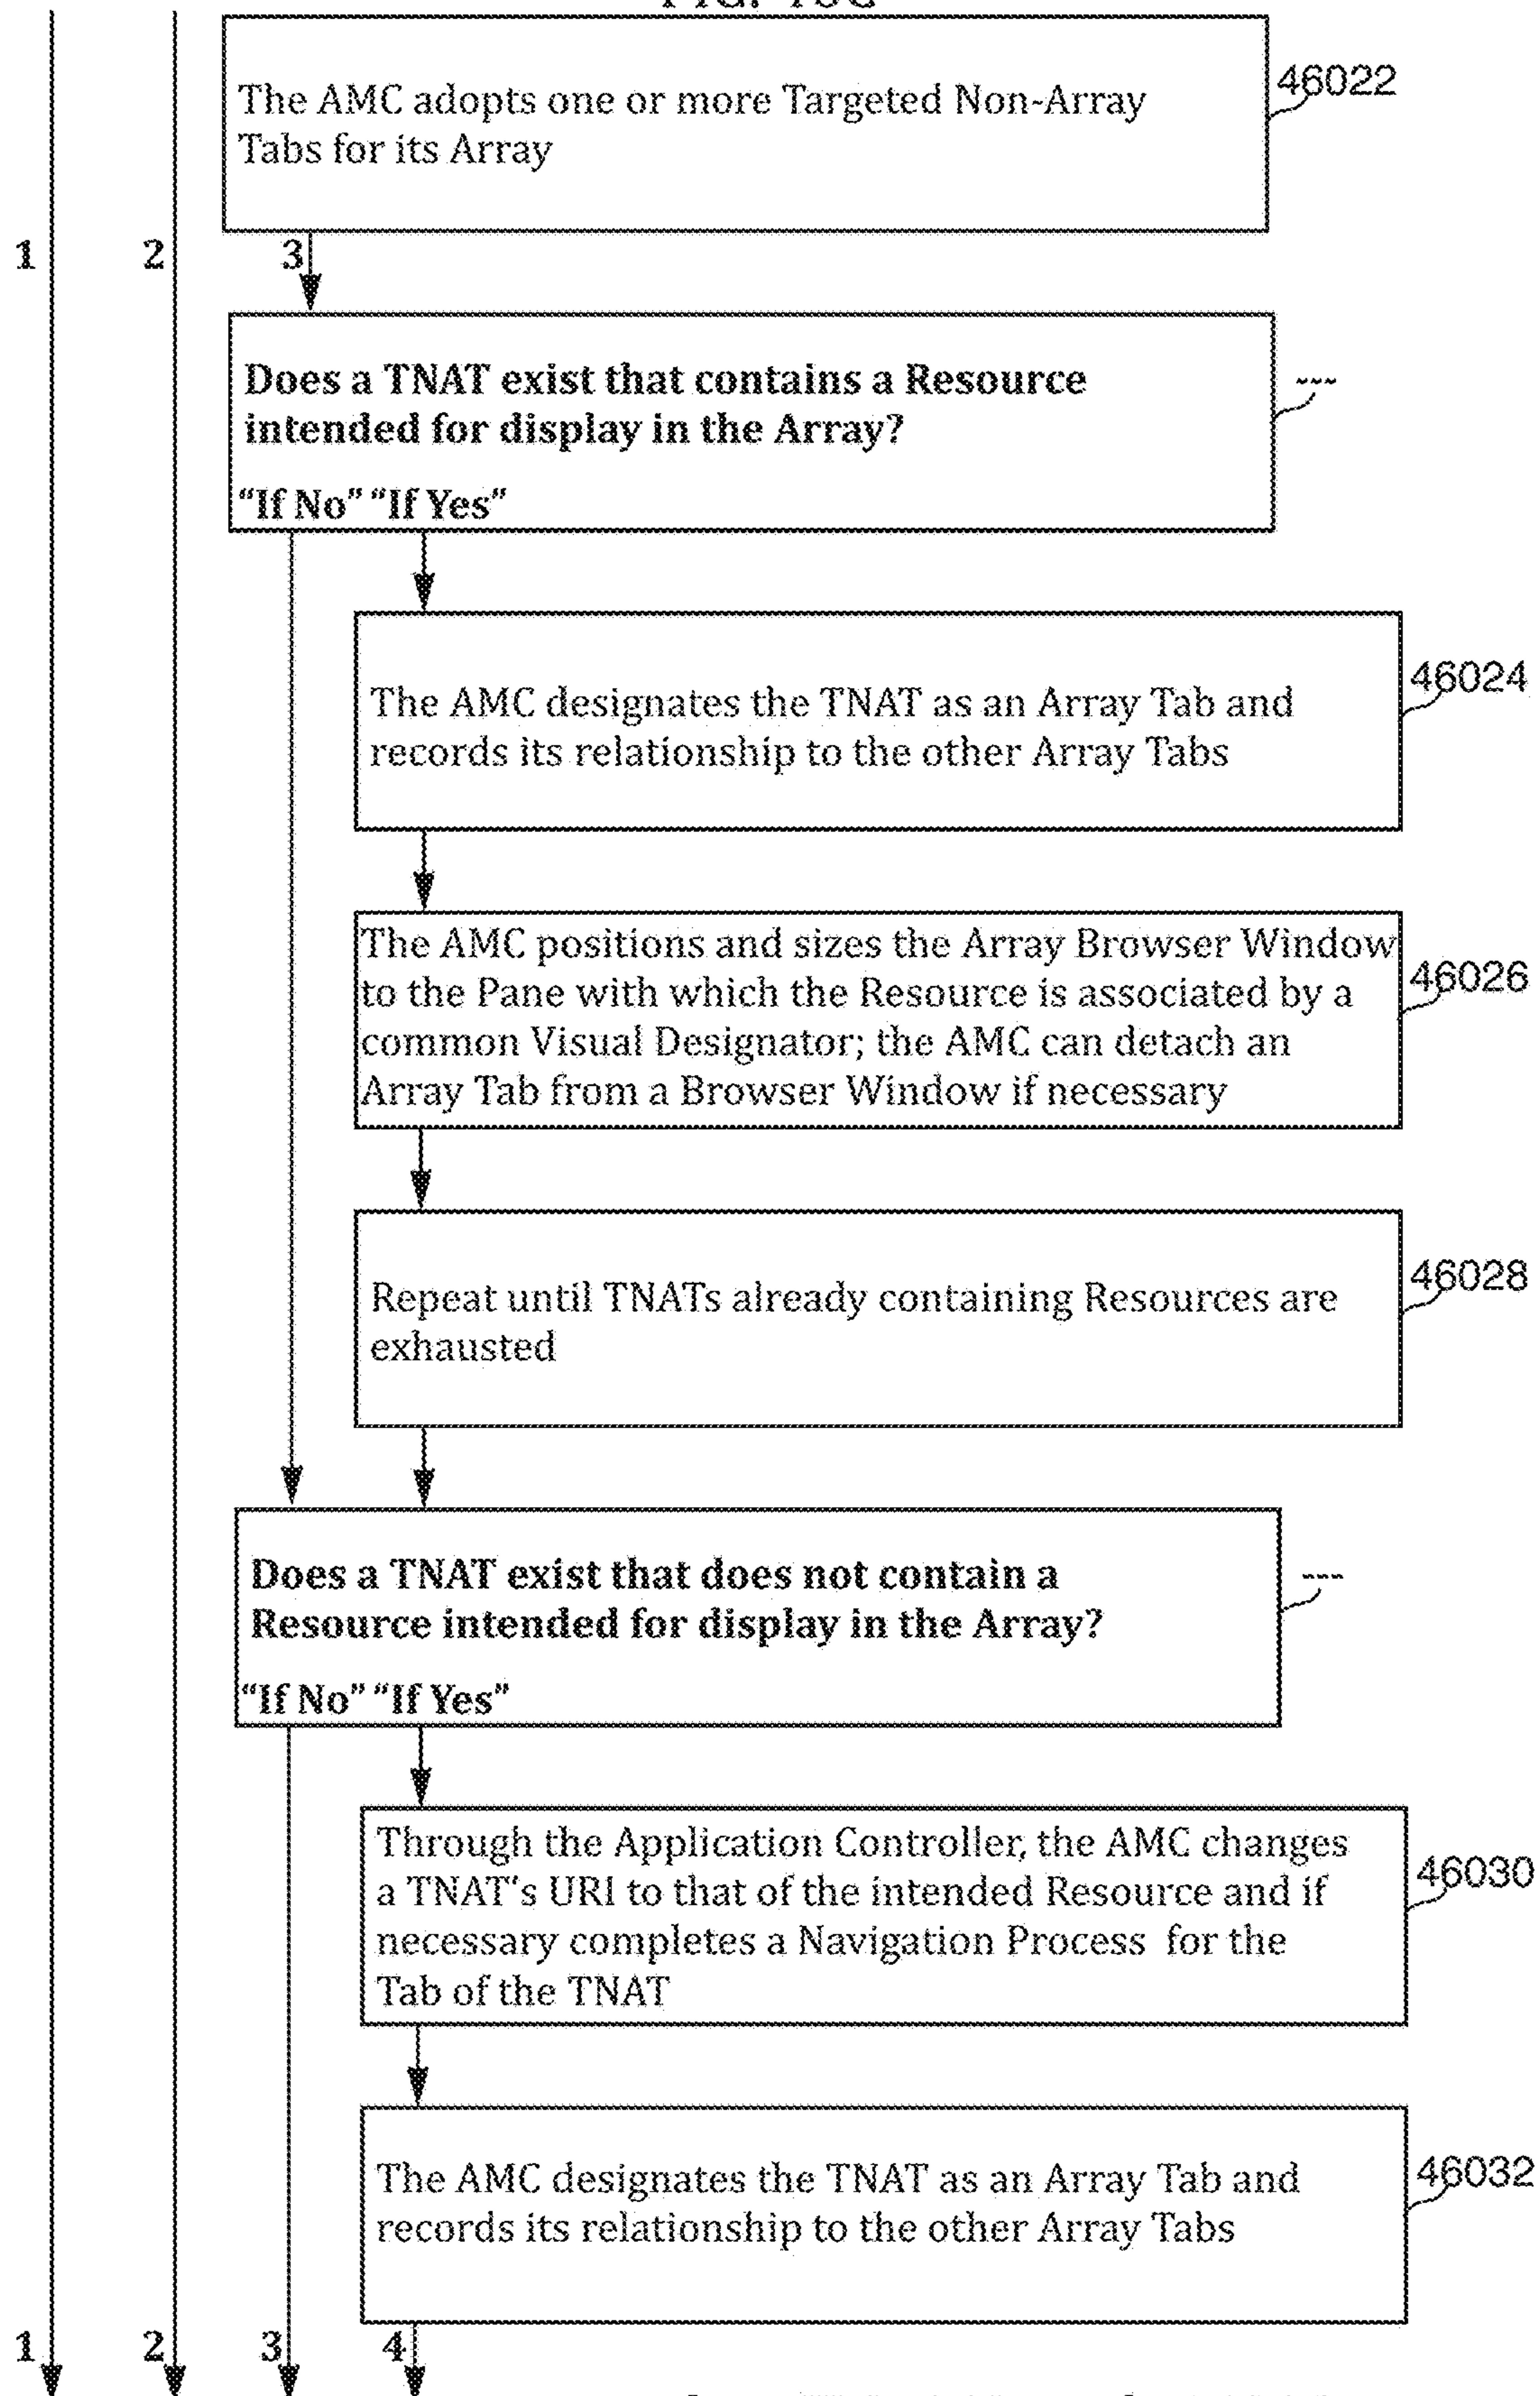 The AMC adopts one or more Targeted Non-Array
Tabs for its Array
46022
1
2
3
Does a TNAT exist that contains a Resource
intended for display in the Array?
---
"If No" "If Yes"
The AMC designates the TNAT as an Array Tab and
records its relationship to the other Array Tabs
46024
The AMC positions and sizes the Array Browser Window
to the Pane with which the Resource is associated by a
common Visual Designator; the AMC can detach an
Array Tab from a Browser Window if necessary
46026
Repeat until TNATs already containing Resources are
exhausted
46028
Does a TNAT exist that does not contain a
Resource intended for display in the Array?
---
"If No" "If Yes"
Through the Application Controller, the AMC changes
a TNAT's URI to that of the intended Resource and if
necessary completes a Navigation Process for the
Tab of the TNAT
46030
The AMC designates the TNAT as an Array Tab and
records its relationship to the other Array Tabs
46032
1
2
3
4